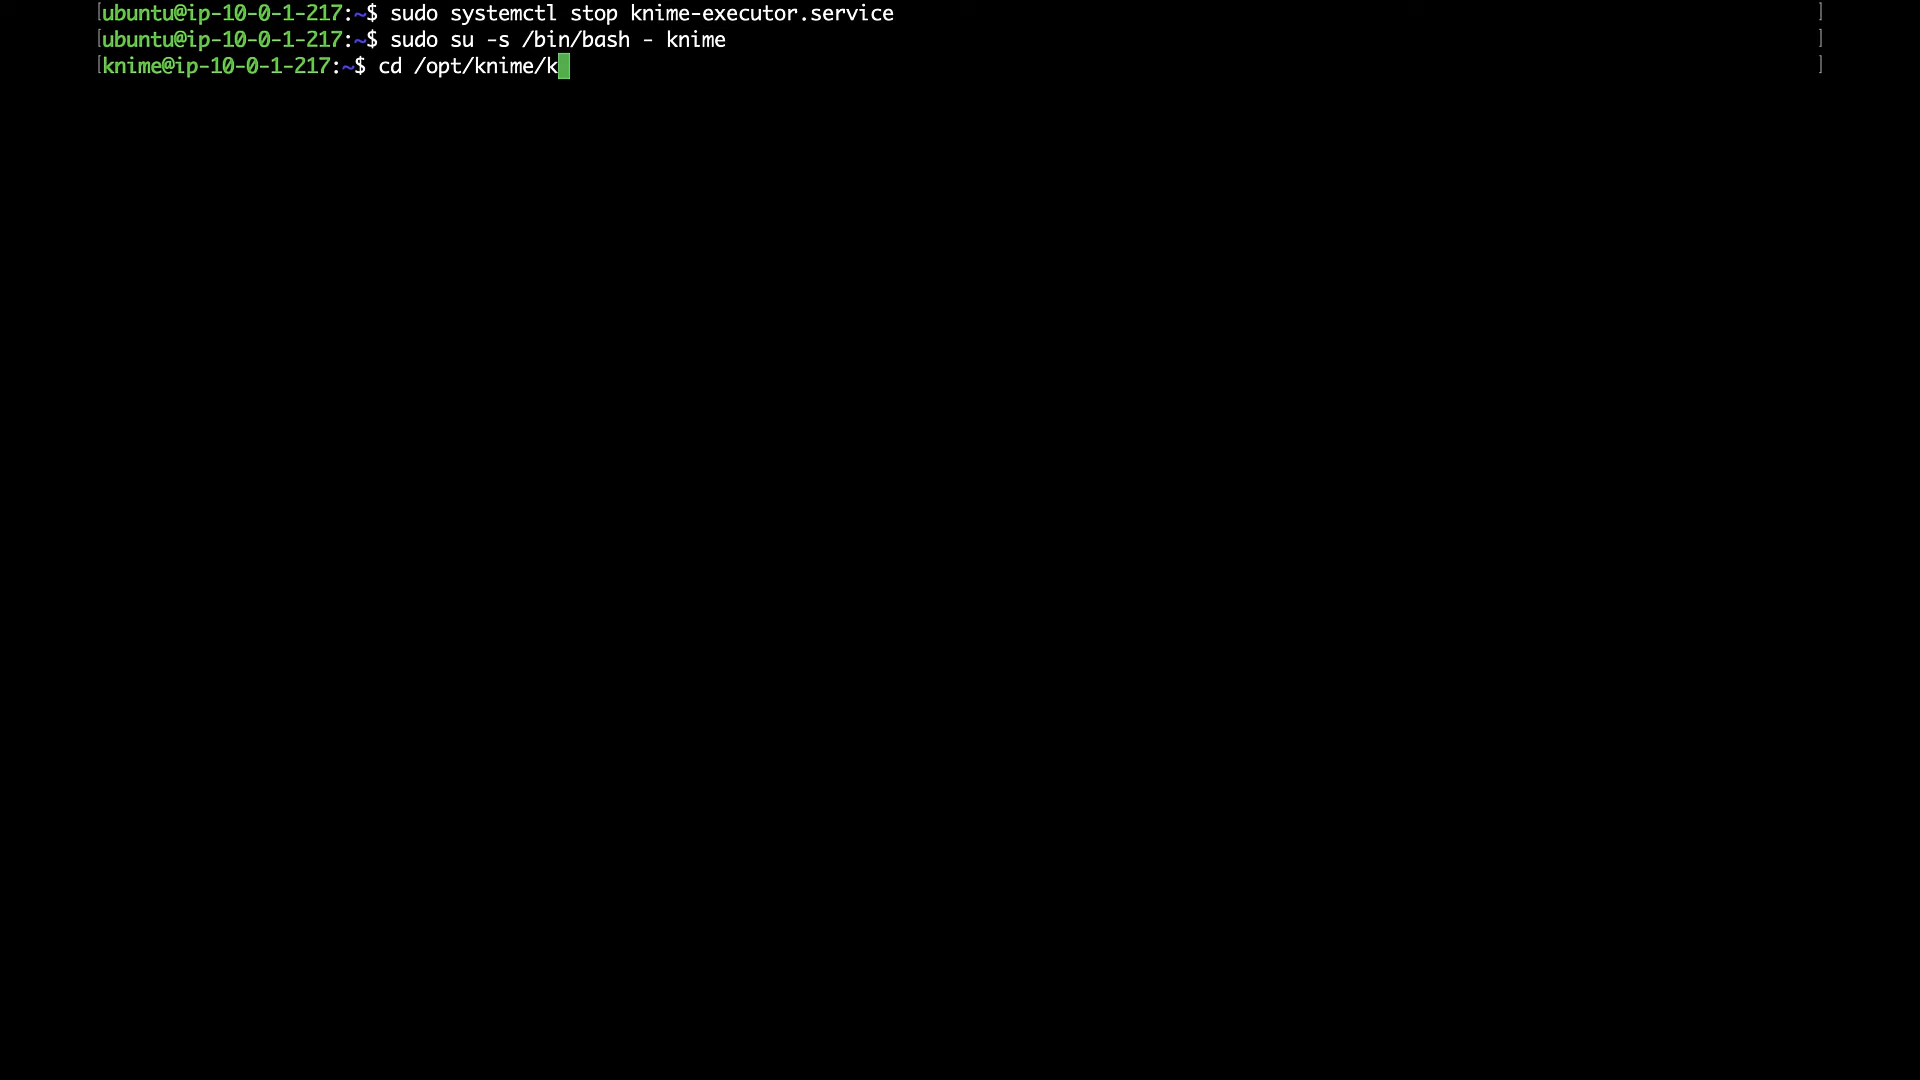 [ubuntu@ip-10-0-1-217:~$ sudo systemctl stop knime-executor.service ]
[ubuntu@ip-10-0-1-217:~$ sudo su -s /bin/bash - knime ]
[knime@ip-10-0-1-217:~$ cd /opt/knime/k ]